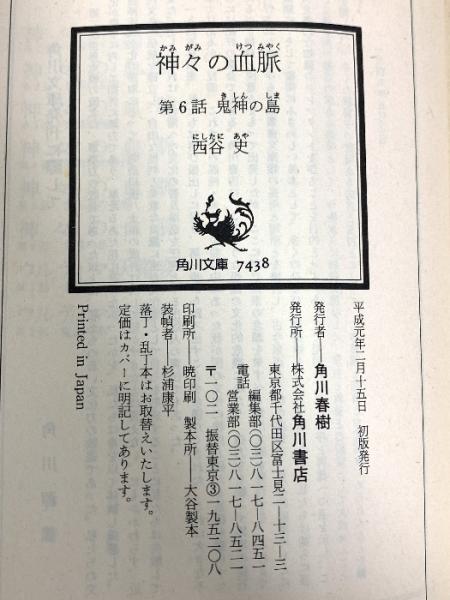 かみ がみ けつ みやく
神々の血脈
き しん しま
第6話 鬼神の島
にしたに あや
西谷 史
角川文庫 7438
平成元年二月十五日 初版発行
発行者──角川春樹
発行所──株式会社角川書店
東京都千代田区富士見二―十三―三
編集部(〇三)八一七―八四五一
電話
営業部(〇三)八一七―八五二一
〒一〇二 振替東京③一九五二〇八
印刷所──暁印刷 製本所──大谷製本
装幀者──杉浦康平
落丁・乱丁本はお取替えいたします。
定価はカバーに明記してあります。
Printed in Japan